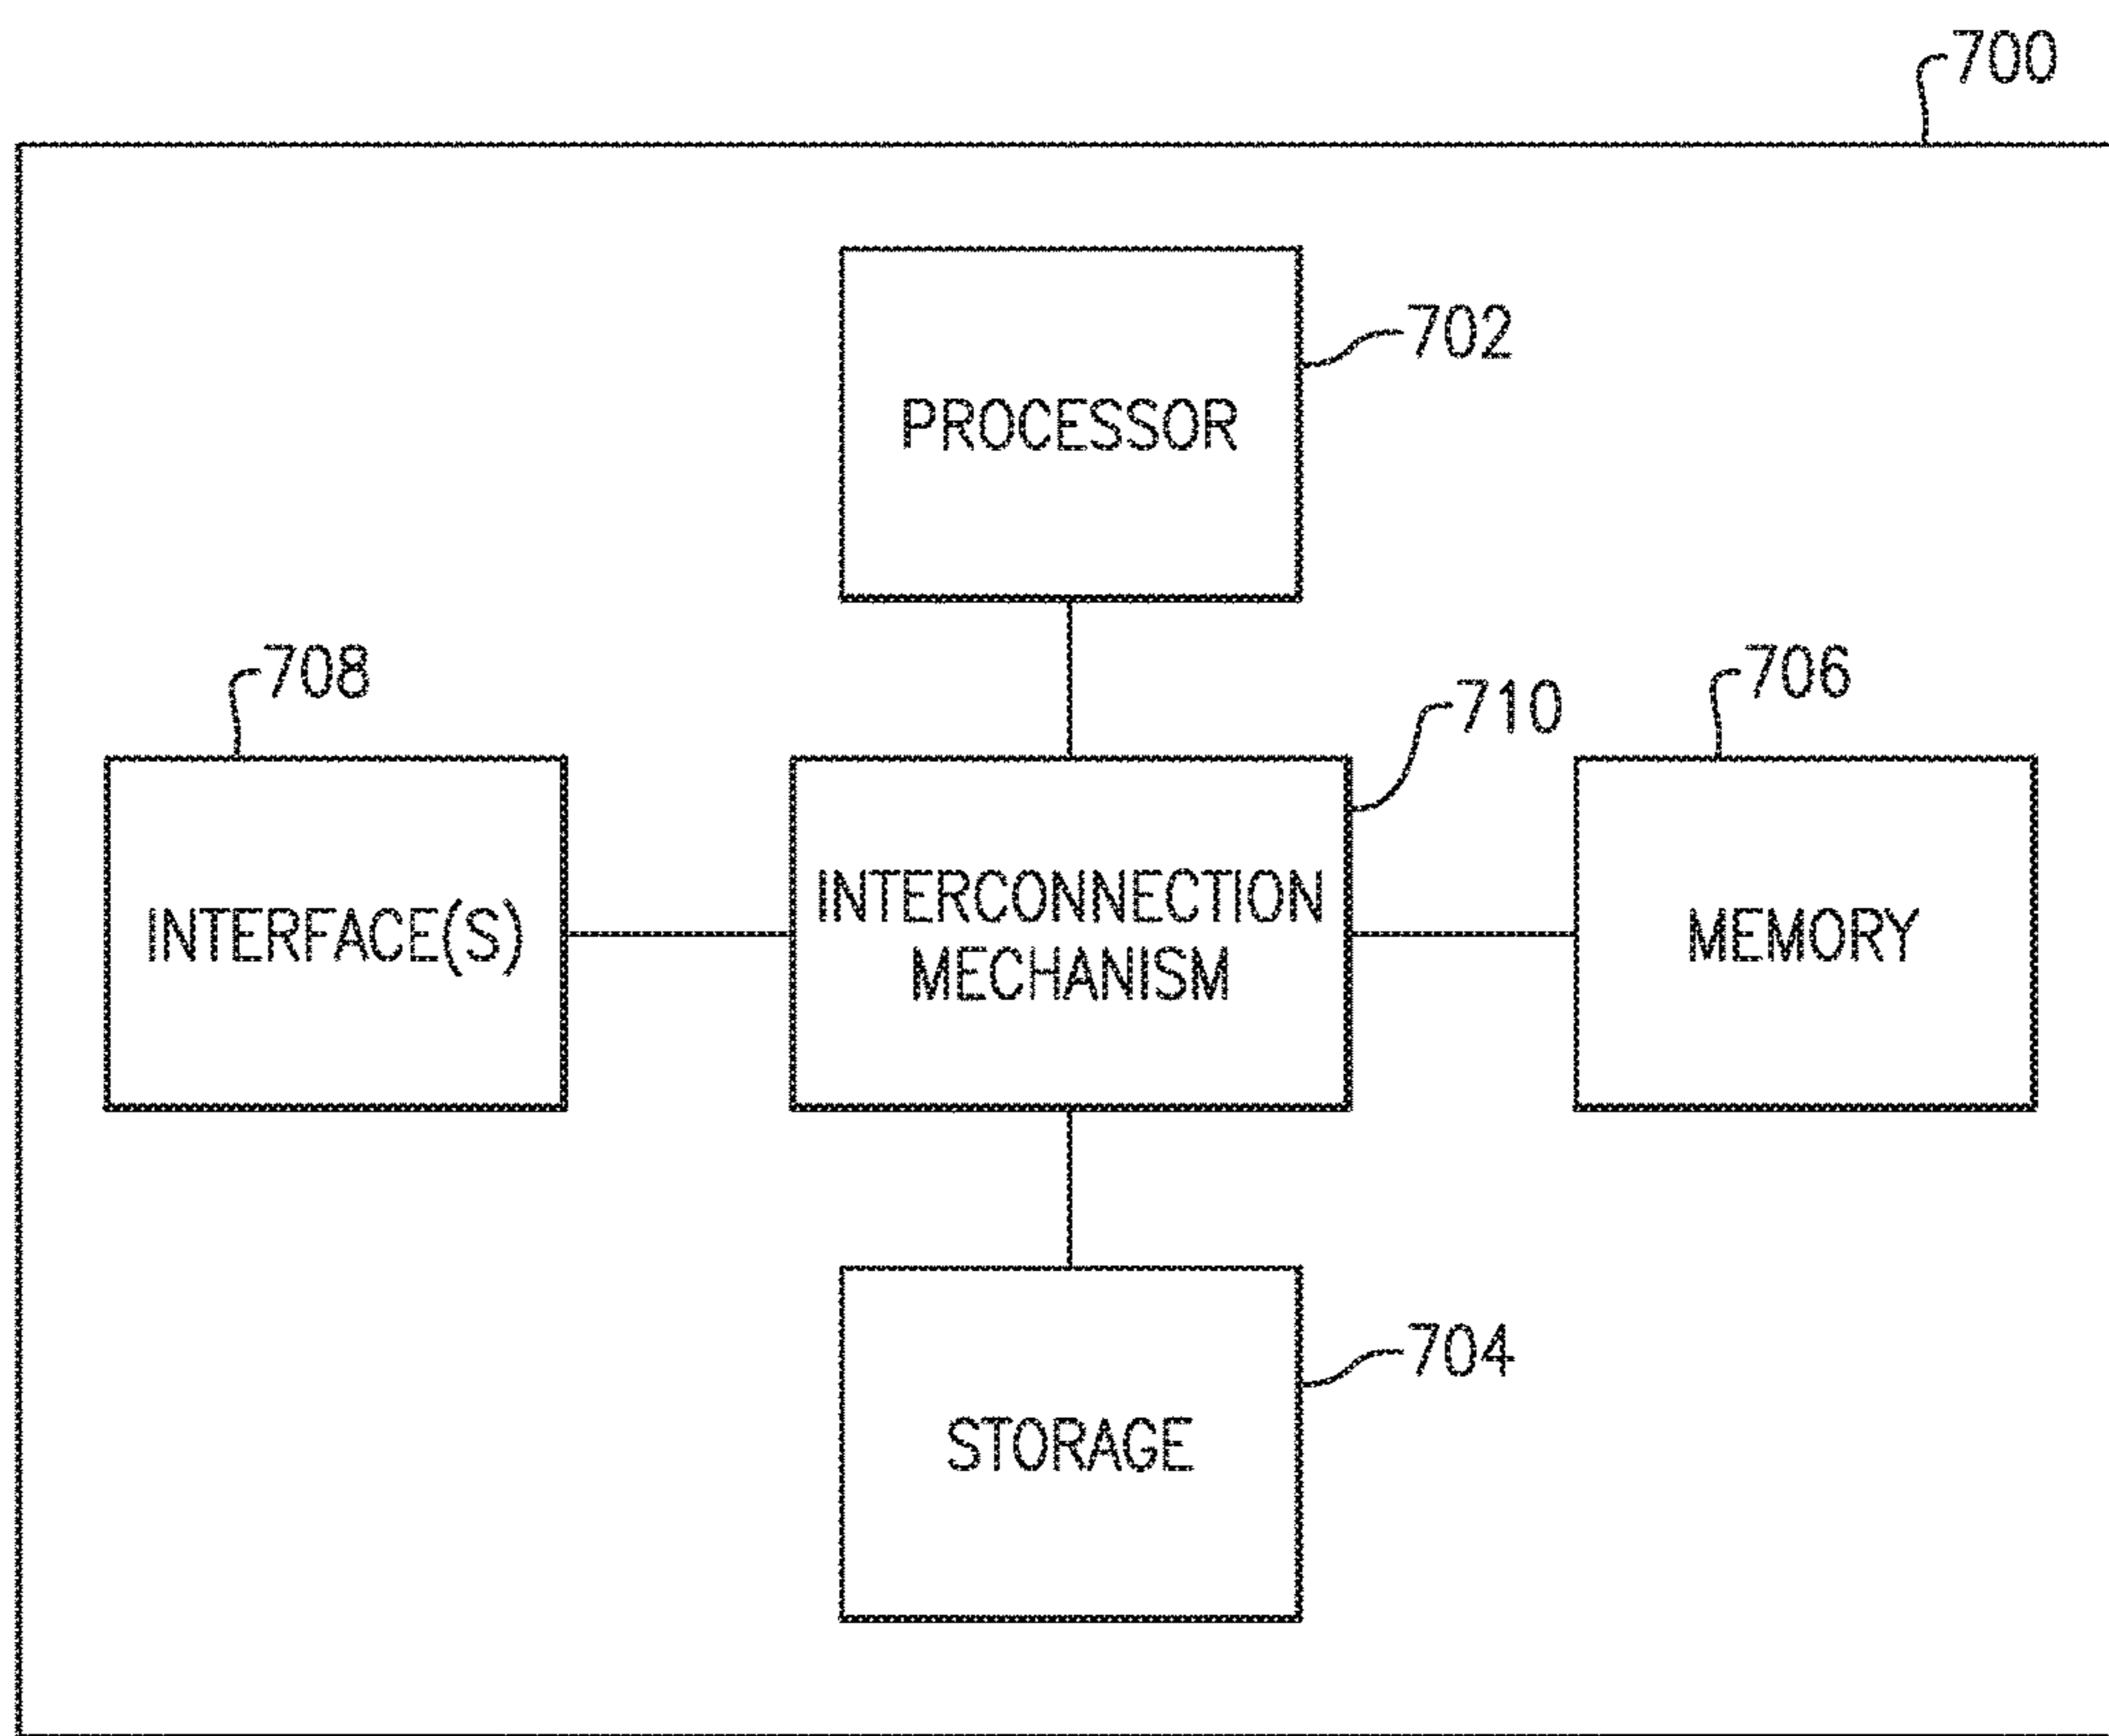 700
PROCESSOR
702
708
710
706
INTERFACE(S)
INTERCONNECTION
MECHANISM
MEMORY
STORAGE
704